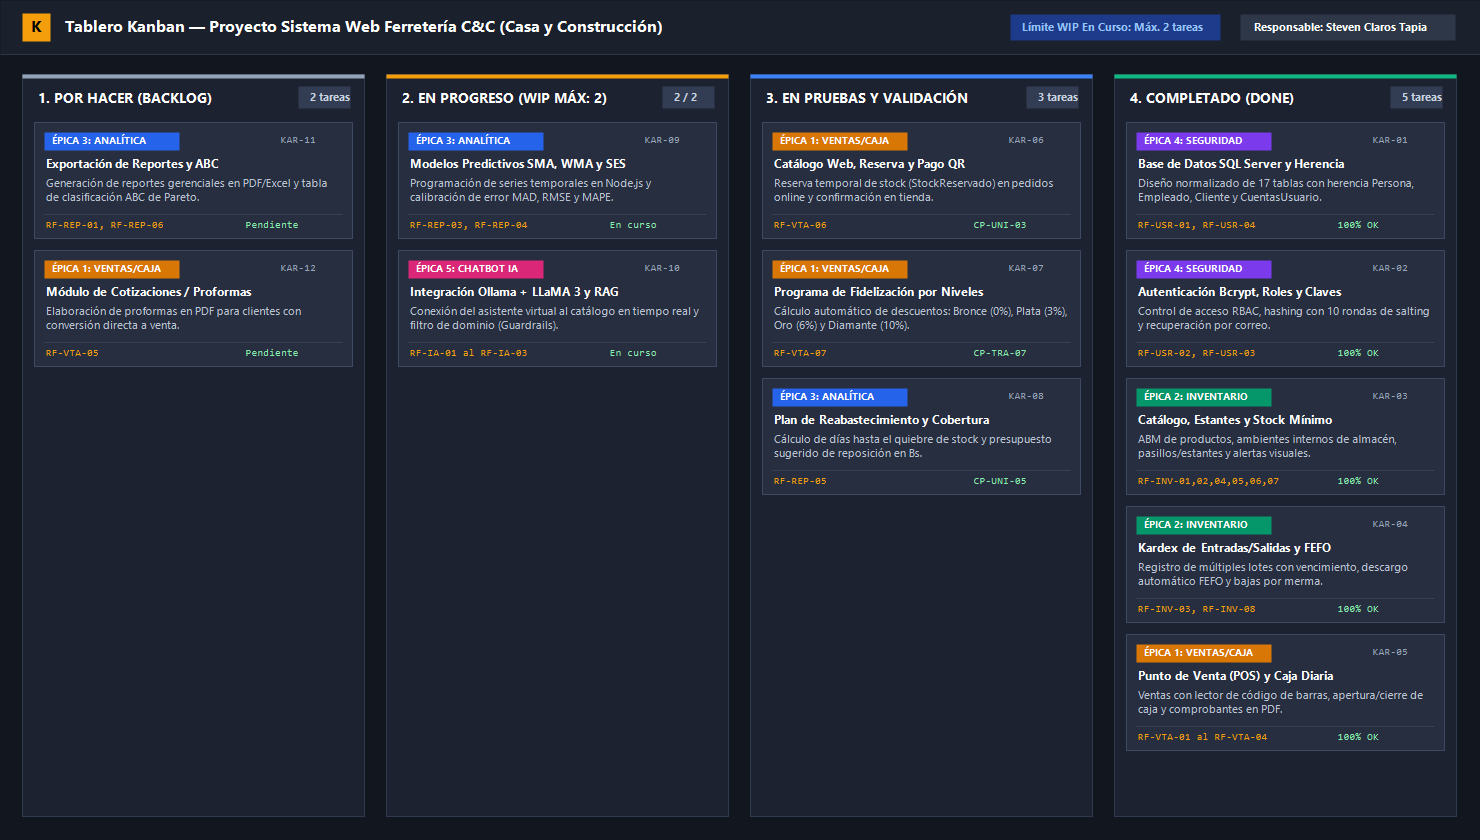 K
Tablero Kanban — Proyecto Sistema Web Ferretería C&C (Casa y Construcción)
Límite WIP En Curso: Máx. 2 tareas
Responsable: Steven Claros Tapia
1. POR HACER (BACKLOG)
2 tareas
ÉPICA 3: ANALÍTICA
KAR-11
Exportación de Reportes y ABC
Generación de reportes gerenciales en PDF/Excel y tabla
de clasificación ABC de Pareto.
RF-REP-01, RF-REP-06
Pendiente
ÉPICA 1: VENTAS/CAJA
KAR-12
Módulo de Cotizaciones / Proformas
Elaboración de proformas en PDF para clientes con
conversión directa a venta.
RF-VTA-05
Pendiente
2. EN PROGRESO (WIP MÁX: 2)
2 / 2
ÉPICA 3: ANALÍTICA
KAR-09
Modelos Predictivos SMA, WMA y SES
Programación de series temporales en Node.js y
calibración de error MAD, RMSE y MAPE.
RF-REP-03, RF-REP-04
En curso
ÉPICA 5: CHATBOT IA
KAR-10
Integración Ollama + LLaMA 3 y RAG
Conexión del asistente virtual al catálogo en tiempo real y
filtro de dominio (Guardrails).
RF-IA-01 al RF-IA-03
En curso
3. EN PRUEBAS Y VALIDACIÓN
3 tareas
ÉPICA 1: VENTAS/CAJA
KAR-06
Catálogo Web, Reserva y Pago QR
Reserva temporal de stock (StockReservado) en pedidos
online y confirmación en tienda.
RF-VTA-06
CP-UNI-03
ÉPICA 1: VENTAS/CAJA
KAR-07
Programa de Fidelización por Niveles
Cálculo automático de descuentos: Bronce (0%), Plata (3%),
Oro (6%) y Diamante (10%).
RF-VTA-07
CP-TRA-07
ÉPICA 3: ANALÍTICA
KAR-08
Plan de Reabastecimiento y Cobertura
Cálculo de días hasta el quiebre de stock y presupuesto
sugerido de reposición en Bs.
RF-REP-05
CP-UNI-05
4. COMPLETADO (DONE)
5 tareas
ÉPICA 4: SEGURIDAD
KAR-01
Base de Datos SQL Server y Herencia
Diseño normalizado de 17 tablas con herencia Persona,
Empleado, Cliente y CuentasUsuario.
RF-USR-01, RF-USR-04
100% OK
ÉPICA 4: SEGURIDAD
KAR-02
Autenticación Bcrypt, Roles y Claves
Control de acceso RBAC, hashing con 10 rondas de salting
y recuperación por correo.
RF-USR-02, RF-USR-03
100% OK
ÉPICA 2: INVENTARIO
KAR-03
Catálogo, Estantes y Stock Mínimo
ABM de productos, ambientes internos de almacén,
pasillos/estantes y alertas visuales.
RF-INV-01,02,04,05,06,07
100% OK
ÉPICA 2: INVENTARIO
KAR-04
Kardex de Entradas/Salidas y FEFO
Registro de múltiples lotes con vencimiento, descargo
automático FEFO y bajas por merma.
RF-INV-03, RF-INV-08
100% OK
ÉPICA 1: VENTAS/CAJA
KAR-05
Punto de Venta (POS) y Caja Diaria
Ventas con lector de código de barras, apertura/cierre de
caja y comprobantes en PDF.
RF-VTA-01 al RF-VTA-04
100% OK